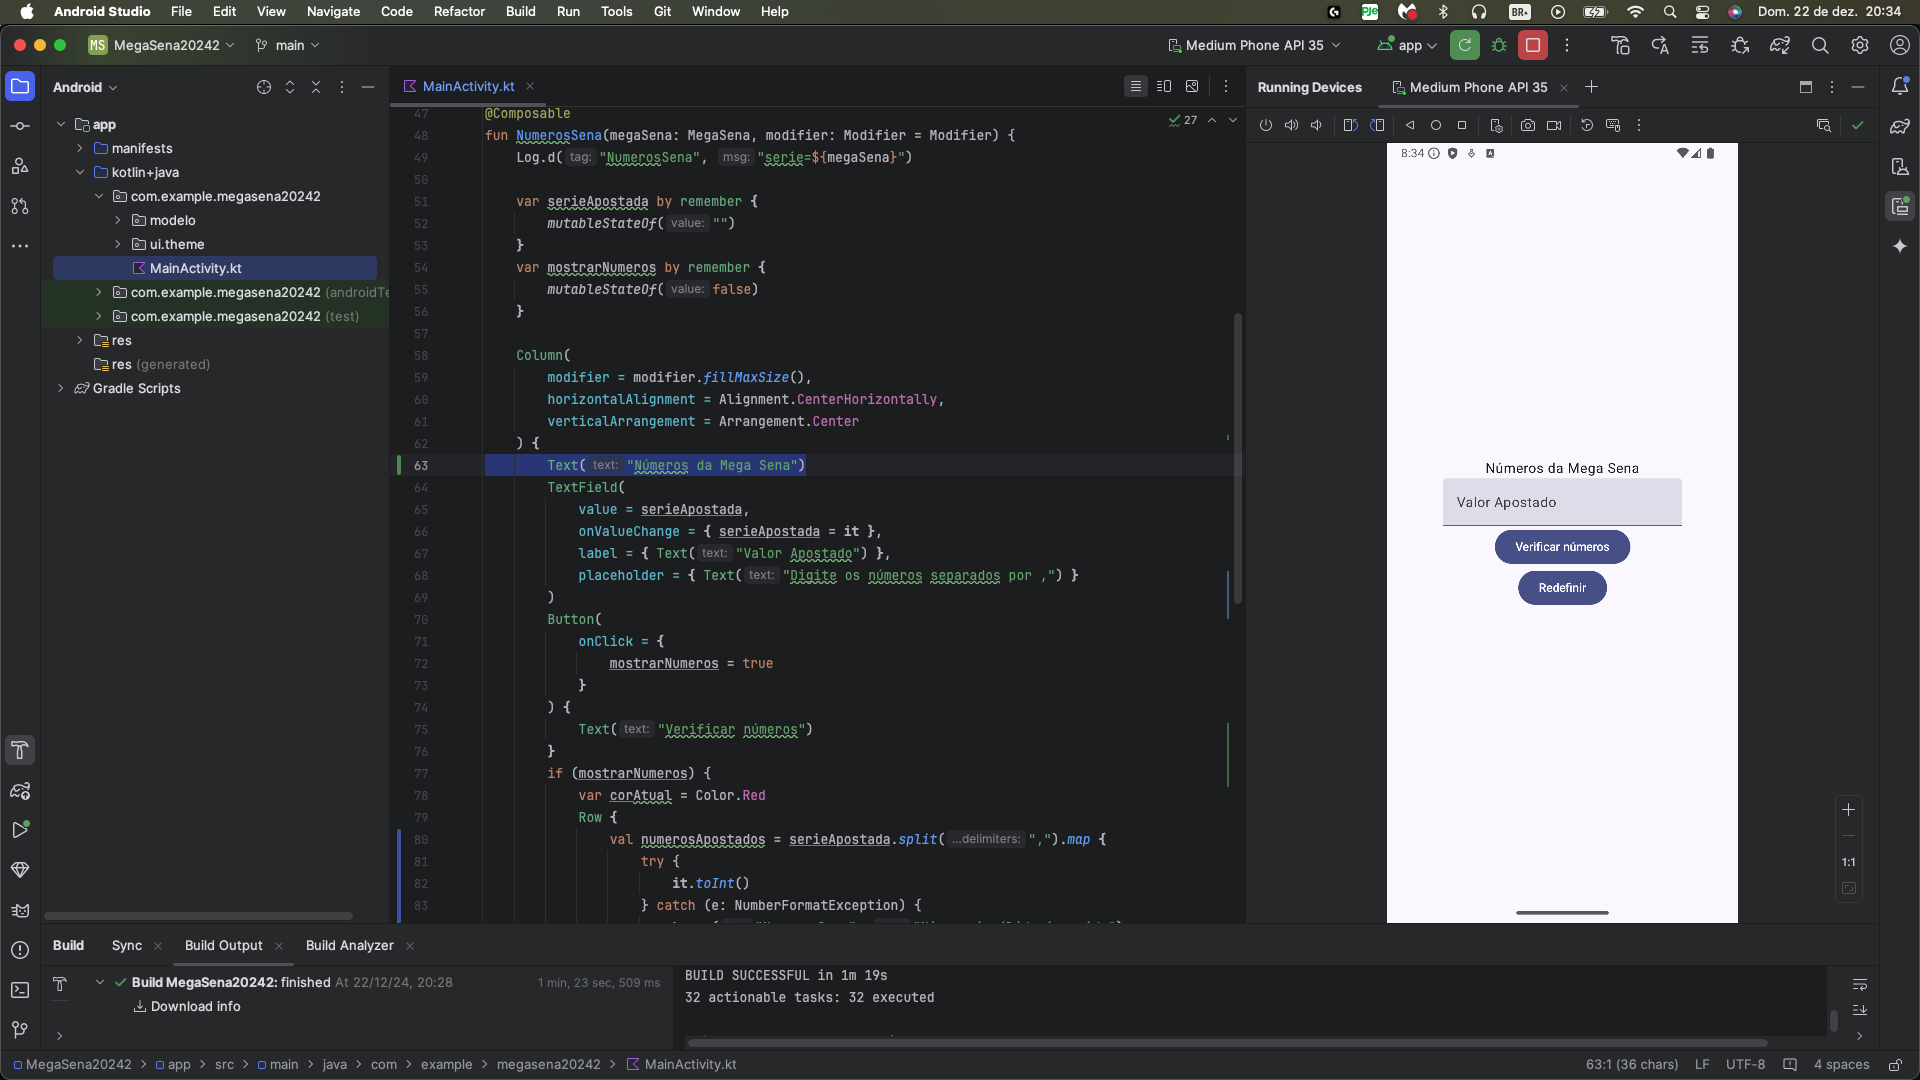 Android Studio File Edit View Navigate Code Refactor Build Run Tools Git Window Help PJe BR Dom. 22 de dez. 20:34
MS MegaSena20242 main Medium Phone API 35 app
Android
app
manifests
kotlin+java
com.example.megasena20242
modelo
ui.theme
MainActivity.kt
com.example.megasena20242 (androidTe
com.example.megasena20242 (test)
res
res (generated)
Gradle Scripts
MainActivity.kt
27
47 @Composable
48 fun NumerosSena(megaSena: MegaSena, modifier: Modifier = Modifier) {
49 Log.d( tag: "NumerosSena", msg: "serie=${megaSena}")
50
51 var serieApostada by remember {
52 mutableStateOf( value: "")
53 }
54 var mostrarNumeros by remember {
55 mutableStateOf( value: false)
56 }
57
58 Column(
59 modifier = modifier.fillMaxSize(),
60 horizontalAlignment = Alignment.CenterHorizontally,
61 verticalArrangement = Arrangement.Center
62 ) {
63 Text( text: "Números da Mega Sena")
64 TextField(
65 value = serieApostada,
66 onValueChange = { serieApostada = it },
67 label = { Text( text: "Valor Apostado") },
68 placeholder = { Text( text: "Digite os números separados por ,") }
69 )
70 Button(
71 onClick = {
72 mostrarNumeros = true
73 }
74 ) {
75 Text( text: "Verificar números")
76 }
77 if (mostrarNumeros) {
78 var corAtual = Color.Red
79 Row {
80 val numerosApostados = serieApostada.split( ...delimiters: ",").map {
81 try {
82 it.toInt()
83 } catch (e: NumberFormatException) {
Running Devices Medium Phone API 35
8:34
Números da Mega Sena
Valor Apostado
Verificar números
Redefinir
1:1
Build Sync Build Output Build Analyzer
Build MegaSena20242: finished At 22/12/24, 20:28 1 min, 23 sec, 509 ms
Download info
BUILD SUCCESSFUL in 1m 19s
32 actionable tasks: 32 executed
MegaSena20242 app src main java com example megasena20242 MainActivity.kt 63:1 (36 chars) LF UTF-8 4 spaces